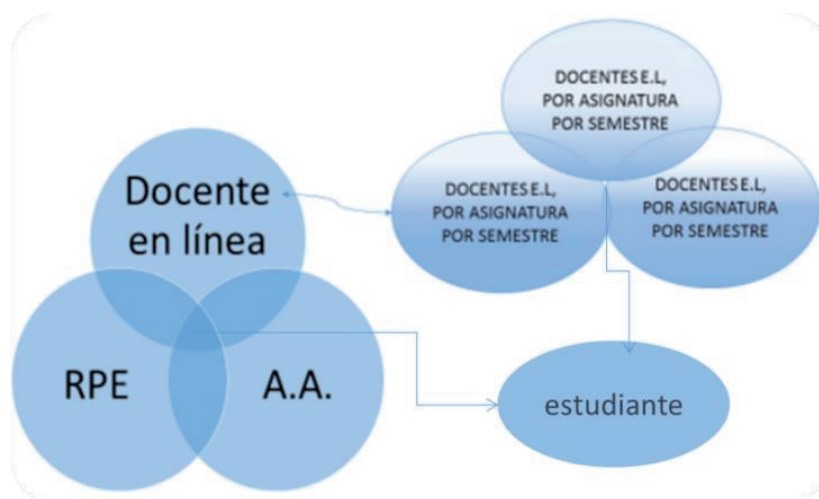 DOCENTES E.L,
POR ASIGNATURA
POR SEMESTRE
Docente
en línea
DOCENTES E.L,
POR ASIGNATURA
POR SEMESTRE
DOCENTES E.L,
POR ASIGNATURA
POR SEMESTRE
RPE
A.A.
estudiante